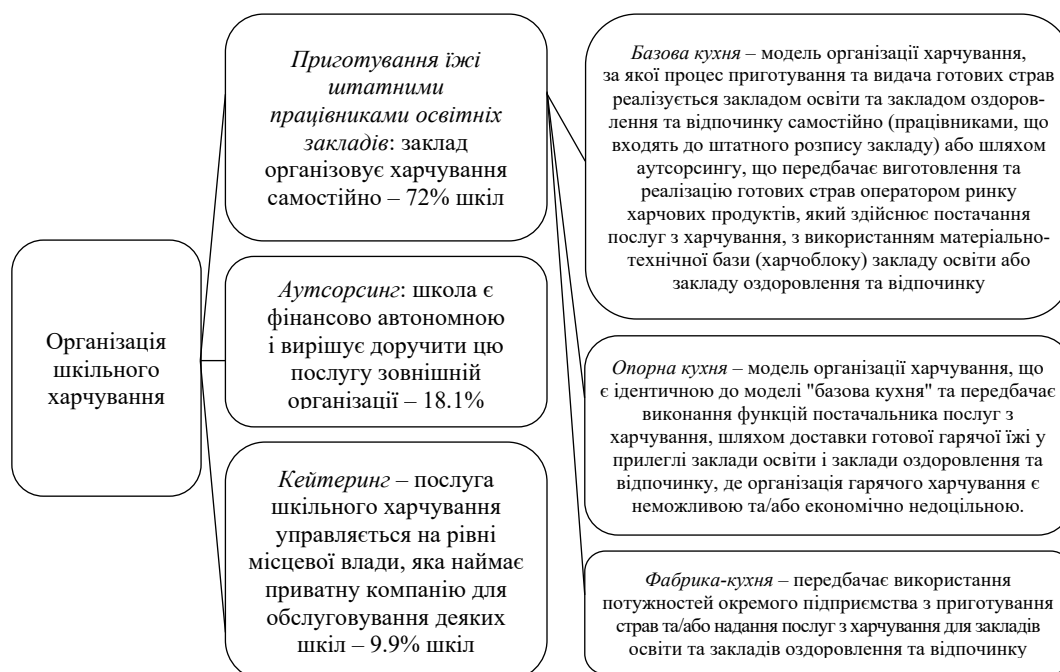 Організація
шкільного
харчування
Приготування їжі
штатними
працівниками освітніх
закладів: заклад
організовує харчування
самостійно – 72% шкіл
Аутсорсинг: школа є
фінансово автономною
і вирішує доручити цю
послугу зовнішній
організації – 18.1%
Кейтеринг – послуга
шкільного харчування
управляється на рівні
місцевої влади, яка наймає
приватну компанію для
обслуговування деяких
шкіл – 9.9% шкіл
Базова кухня – модель організації харчування,
за якої процес приготування та видача готових страв
реалізується закладом освіти та закладом оздоров-
лення та відпочинку самостійно (працівниками, що
входять до штатного розпису закладу) або шляхом
аутсорсингу, що передбачає виготовлення та
реалізацію готових страв оператором ринку
харчових продуктів, який здійснює постачання
послуг з харчування, з використанням матеріально-
технічної бази (харчоблоку) закладу освіти або
закладу оздоровлення та відпочинку
Опорна кухня – модель організації харчування, що
є ідентичною до моделі "базова кухня" та передбачає
виконання функцій постачальника послуг з
харчування, шляхом доставки готової гарячої їжі у
прилеглі заклади освіти і заклади оздоровлення та
відпочинку, де організація гарячого харчування є
неможливою та/або економічно недоцільною.
Фабрика-кухня – передбачає використання
потужностей окремого підприємства з приготування
страв та/або надання послуг з харчування для закладів
освіти та закладів оздоровлення та відпочинку